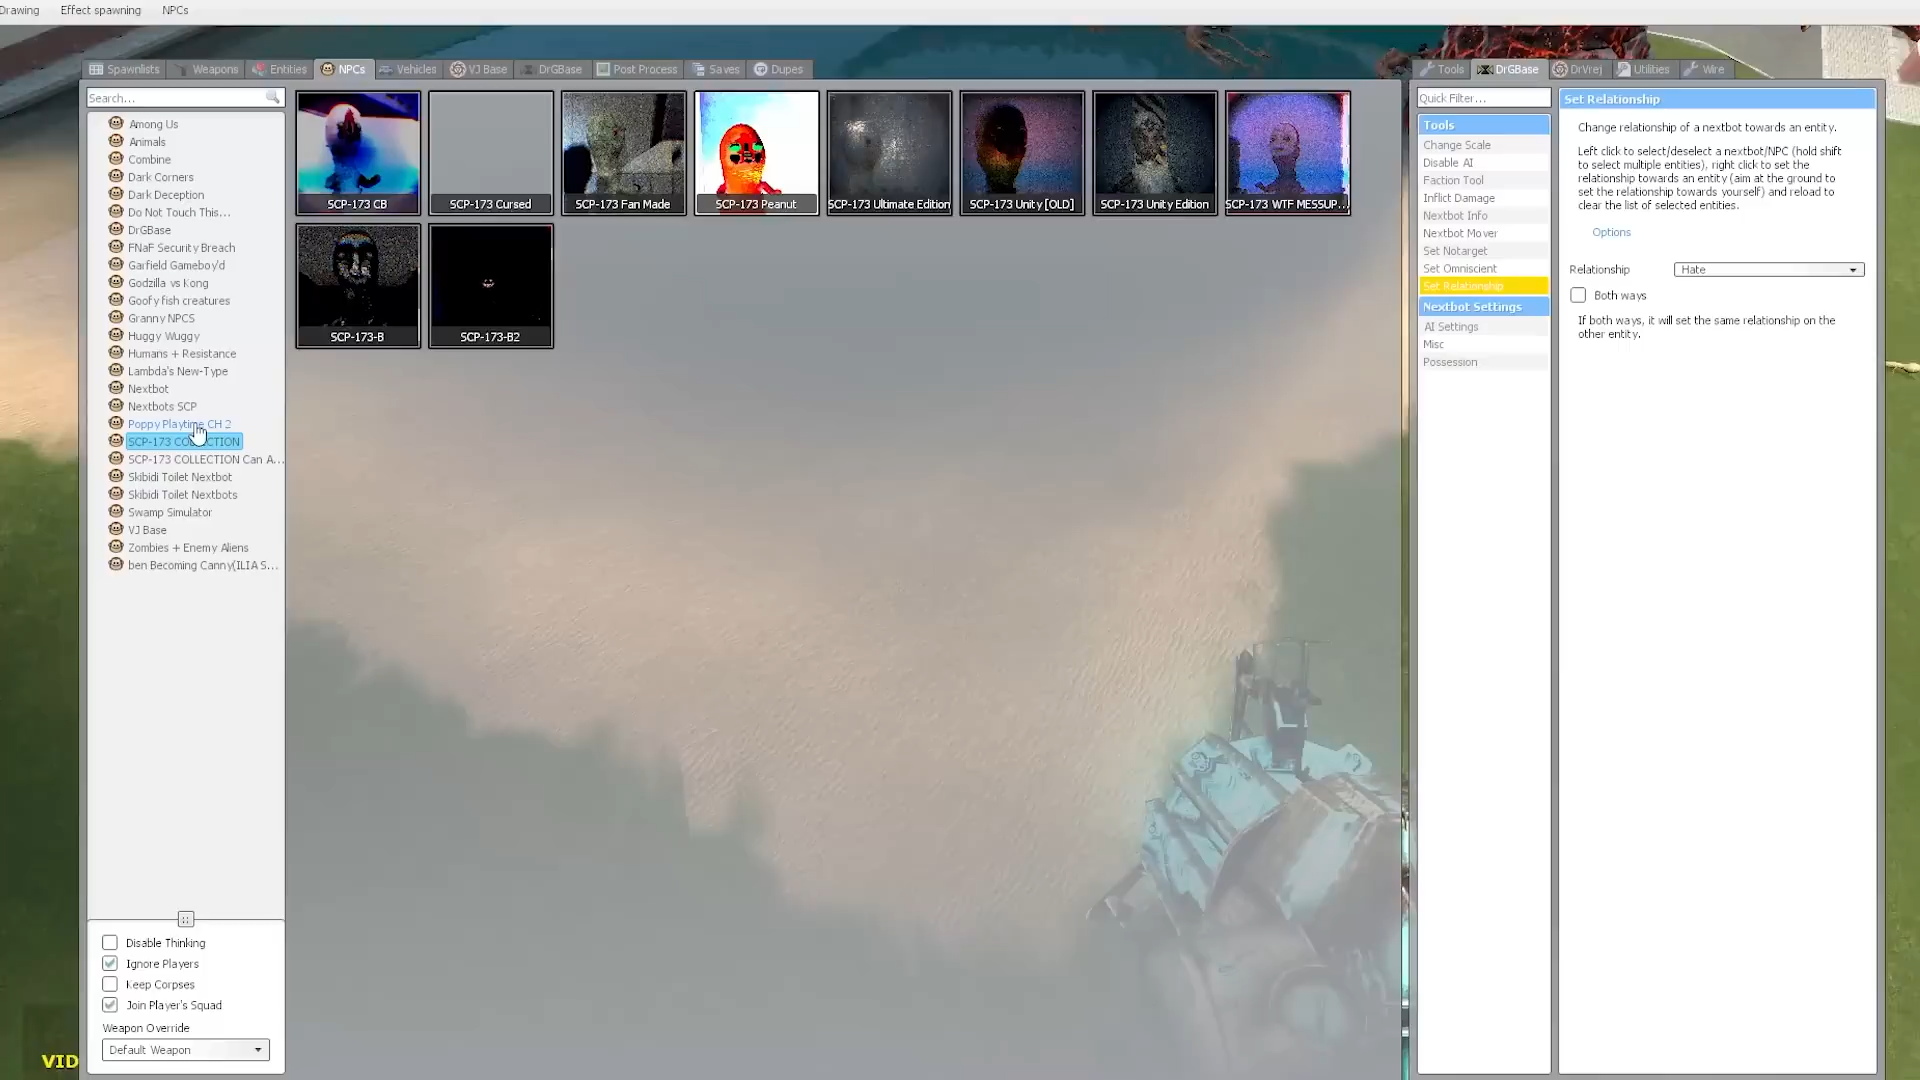 Drawing Effect spawning NPCs
Spawnlists Weapons Entities NPCs Vehicles VJ Base DrGBase Post Process Saves Dupes
Search...
Among Us
Animals
Combine
Dark Corners
Dark Deception
Do Not Touch This...
DrGBase
FNaF Security Breach
Garfield Gameboy'd
Godzilla vs Kong
Goofy fish creatures
Granny NPCS
Huggy Wuggy
Humans + Resistance
Lambda's New-Type
Nextbot
Nextbots SCP
Poppy Playtime CH 2
SCP-173 COLLECTION
SCP-173 COLLECTION Can A...
Skibidi Toilet Nextbot
Skibidi Toilet Nextbots
Swamp Simulator
VJ Base
Zombies + Enemy Aliens
ben Becoming Canny(ILIA S...
Disable Thinking
Ignore Players
Keep Corpses
Join Player's Squad
Weapon Override
Default Weapon
VID
SCP-173 CB
SCP-173 Cursed
SCP-173 Fan Made
SCP-173 Peanut
SCP-173 Ultimate Edition
SCP-173 Unity [OLD]
SCP-173 Unity Edition
SCP-173 WTF MESSUP...
SCP-173-B
SCP-173-B2
Tools DrGBase DrVrej Utilities Wire
Quick Filter...
Tools
Change Scale
Disable AI
Faction Tool
Inflict Damage
Nextbot Info
Nextbot Mover
Set Notarget
Set Omniscient
Set Relationship
Nextbot Settings
AI Settings
Misc
Possession
Set Relationship
Change relationship of a nextbot towards an entity.
Left click to select/deselect a nextbot/NPC (hold shift
to select multiple entities), right click to set the
relationship towards an entity (aim at the ground to
set the relationship towards yourself) and reload to
clear the list of selected entities.
Options
Relationship Hate
Both ways
If both ways, it will set the same relationship on the
other entity.